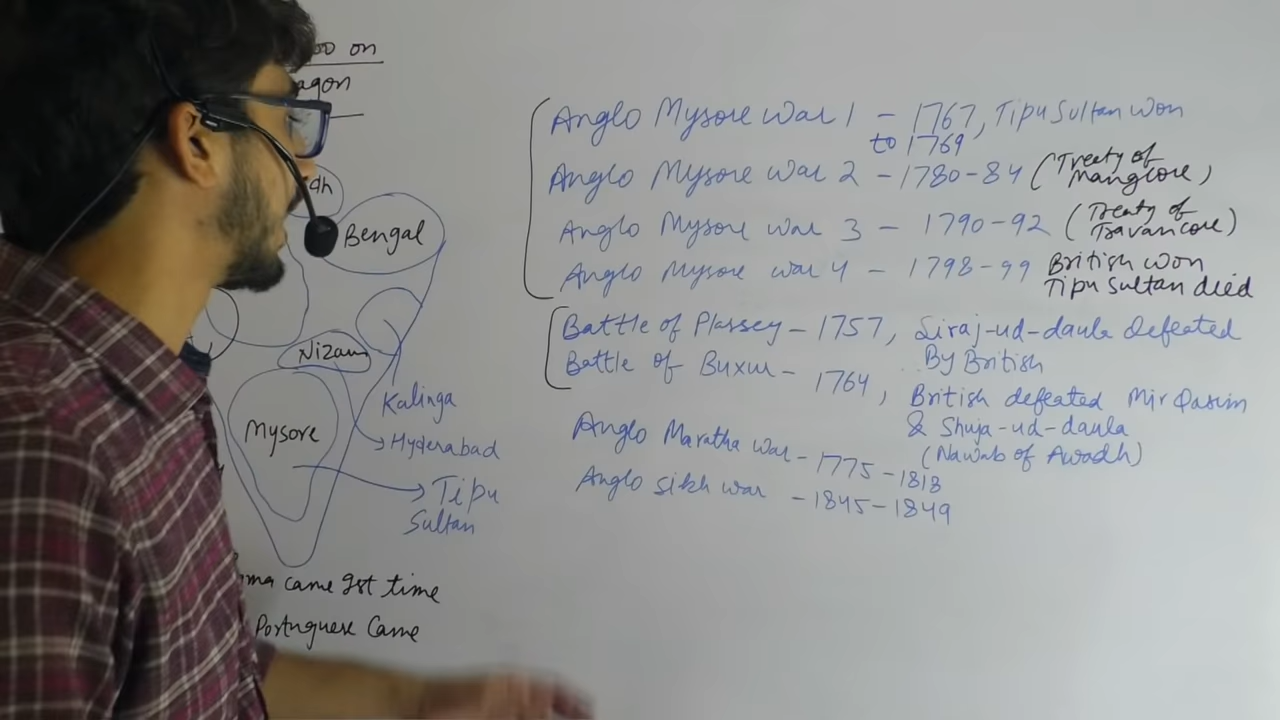 on
agon
dh
Bengal
Nizam
Mysore
Kalinga
Hyderabad
Tipu
Sultan
came 1st time
Portuguese Came
Anglo Mysore War 1 - 1767, Tipu Sultan won
to 1769
Anglo Mysore War 2 - 1780-84 (Treaty of
Manglore)
Anglo Mysore War 3 - 1790-92 (Treaty of
Travancore)
Anglo Mysore War 4 - 1798-99 British won
Tipu Sultan died
Battle of Plassey - 1757, Siraj-ud-daula defeated
By British
Battle of Buxur - 1764, British defeated Mir Qasim
& Shuja-ud-daula
(Nawab of Awadh)
Anglo Maratha War - 1775-1818
Anglo Sikh War - 1845-1849